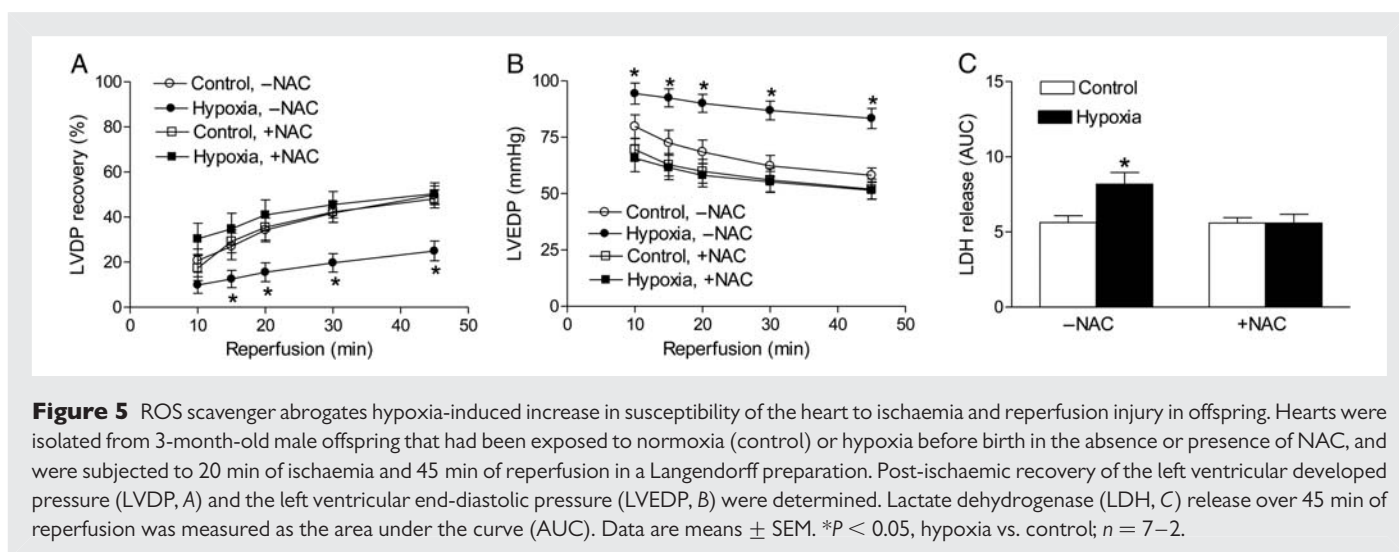 A
100
80
60
40
20
0
LVDP recovery (%)
Control, –NAC
Hypoxia, –NAC
Control, +NAC
Hypoxia, +NAC
* * * *
0 10 20 30 40 50
Reperfusion (min)
B
100
75
50
25
0
LVEDP (mmHg)
* * * * *
Control, –NAC
Hypoxia, –NAC
Control, +NAC
Hypoxia, +NAC
0 10 20 30 40 50
Reperfusion (min)
C
15
10
5
0
LDH release (AUC)
Control
Hypoxia
*
–NAC +NAC
Figure 5 ROS scavenger abrogates hypoxia-induced increase in susceptibility of the heart to ischaemia and reperfusion injury in offspring. Hearts were
isolated from 3-month-old male offspring that had been exposed to normoxia (control) or hypoxia before birth in the absence or presence of NAC, and
were subjected to 20 min of ischaemia and 45 min of reperfusion in a Langendorff preparation. Post-ischaemic recovery of the left ventricular developed
pressure (LVDP, A) and the left ventricular end-diastolic pressure (LVEDP, B) were determined. Lactate dehydrogenase (LDH, C) release over 45 min of
reperfusion was measured as the area under the curve (AUC). Data are means ± SEM. *P < 0.05, hypoxia vs. control; n = 7–2.